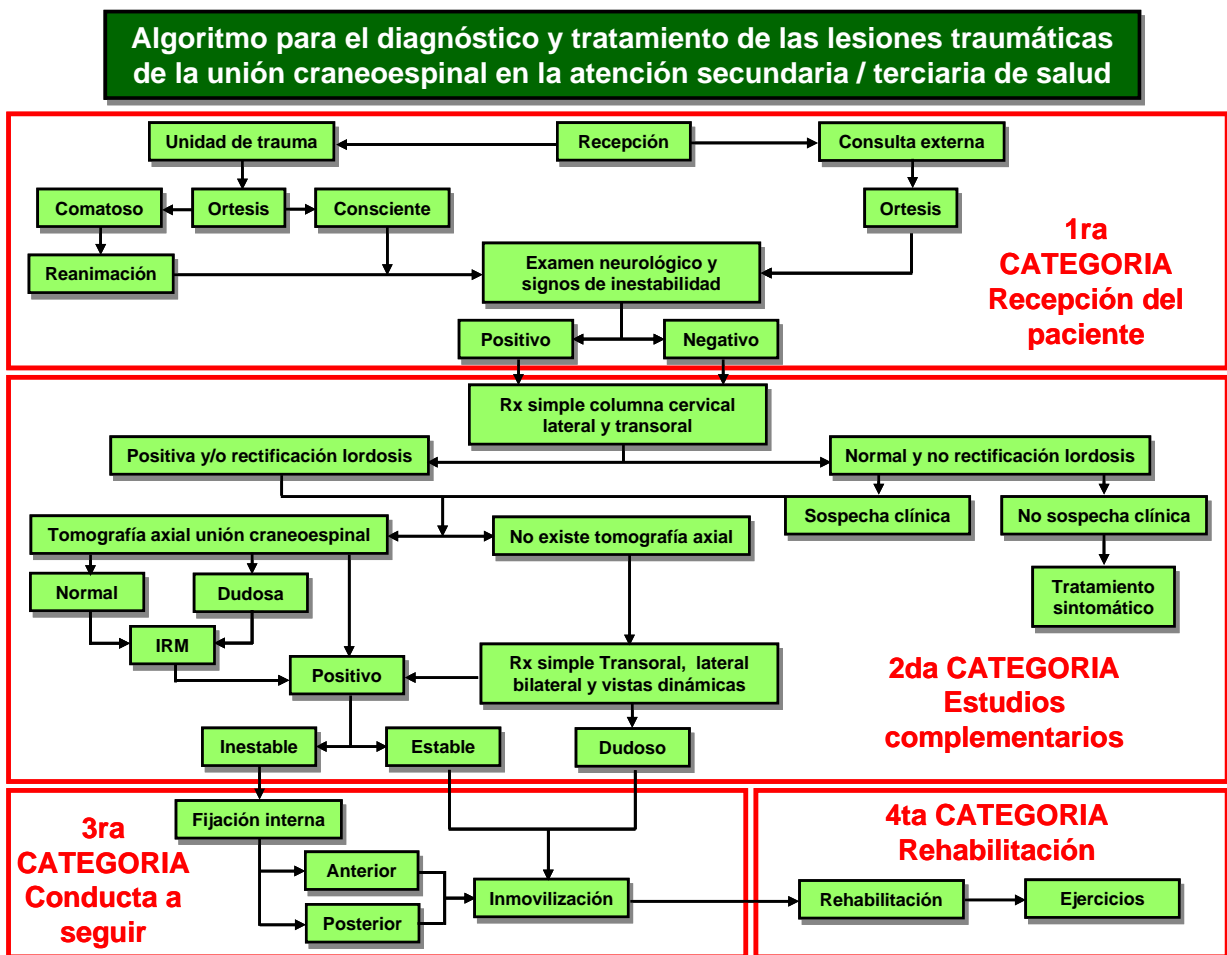 Algoritmo para el diagnóstico y tratamiento de las lesiones traumáticas
de la unión craneoespinal en la atención secundaria / terciaria de salud
Unidad de trauma
Recepción
Consulta externa
Comatoso
Ortesis
Consciente
Ortesis
Reanimación
Examen neurológico y
signos de inestabilidad
1ra
CATEGORIA
Recepción del
paciente
Positivo
Negativo
Rx simple columna cervical
lateral y transoral
Positiva y/o rectificación lordosis
Normal y no rectificación lordosis
Sospecha clínica
No sospecha clínica
Tomografía axial unión craneoespinal
No existe tomografía axial
Normal
Dudosa
Tratamiento
sintomático
IRM
Positivo
Rx simple Transoral, lateral
bilateral y vistas dinámicas
2da CATEGORIA
Estudios
complementarios
Inestable
Estable
Dudoso
3ra
CATEGORIA
Conducta a
seguir
Fijación interna
Anterior
Posterior
Inmovilización
4ta CATEGORIA
Rehabilitación
Rehabilitación
Ejercicios